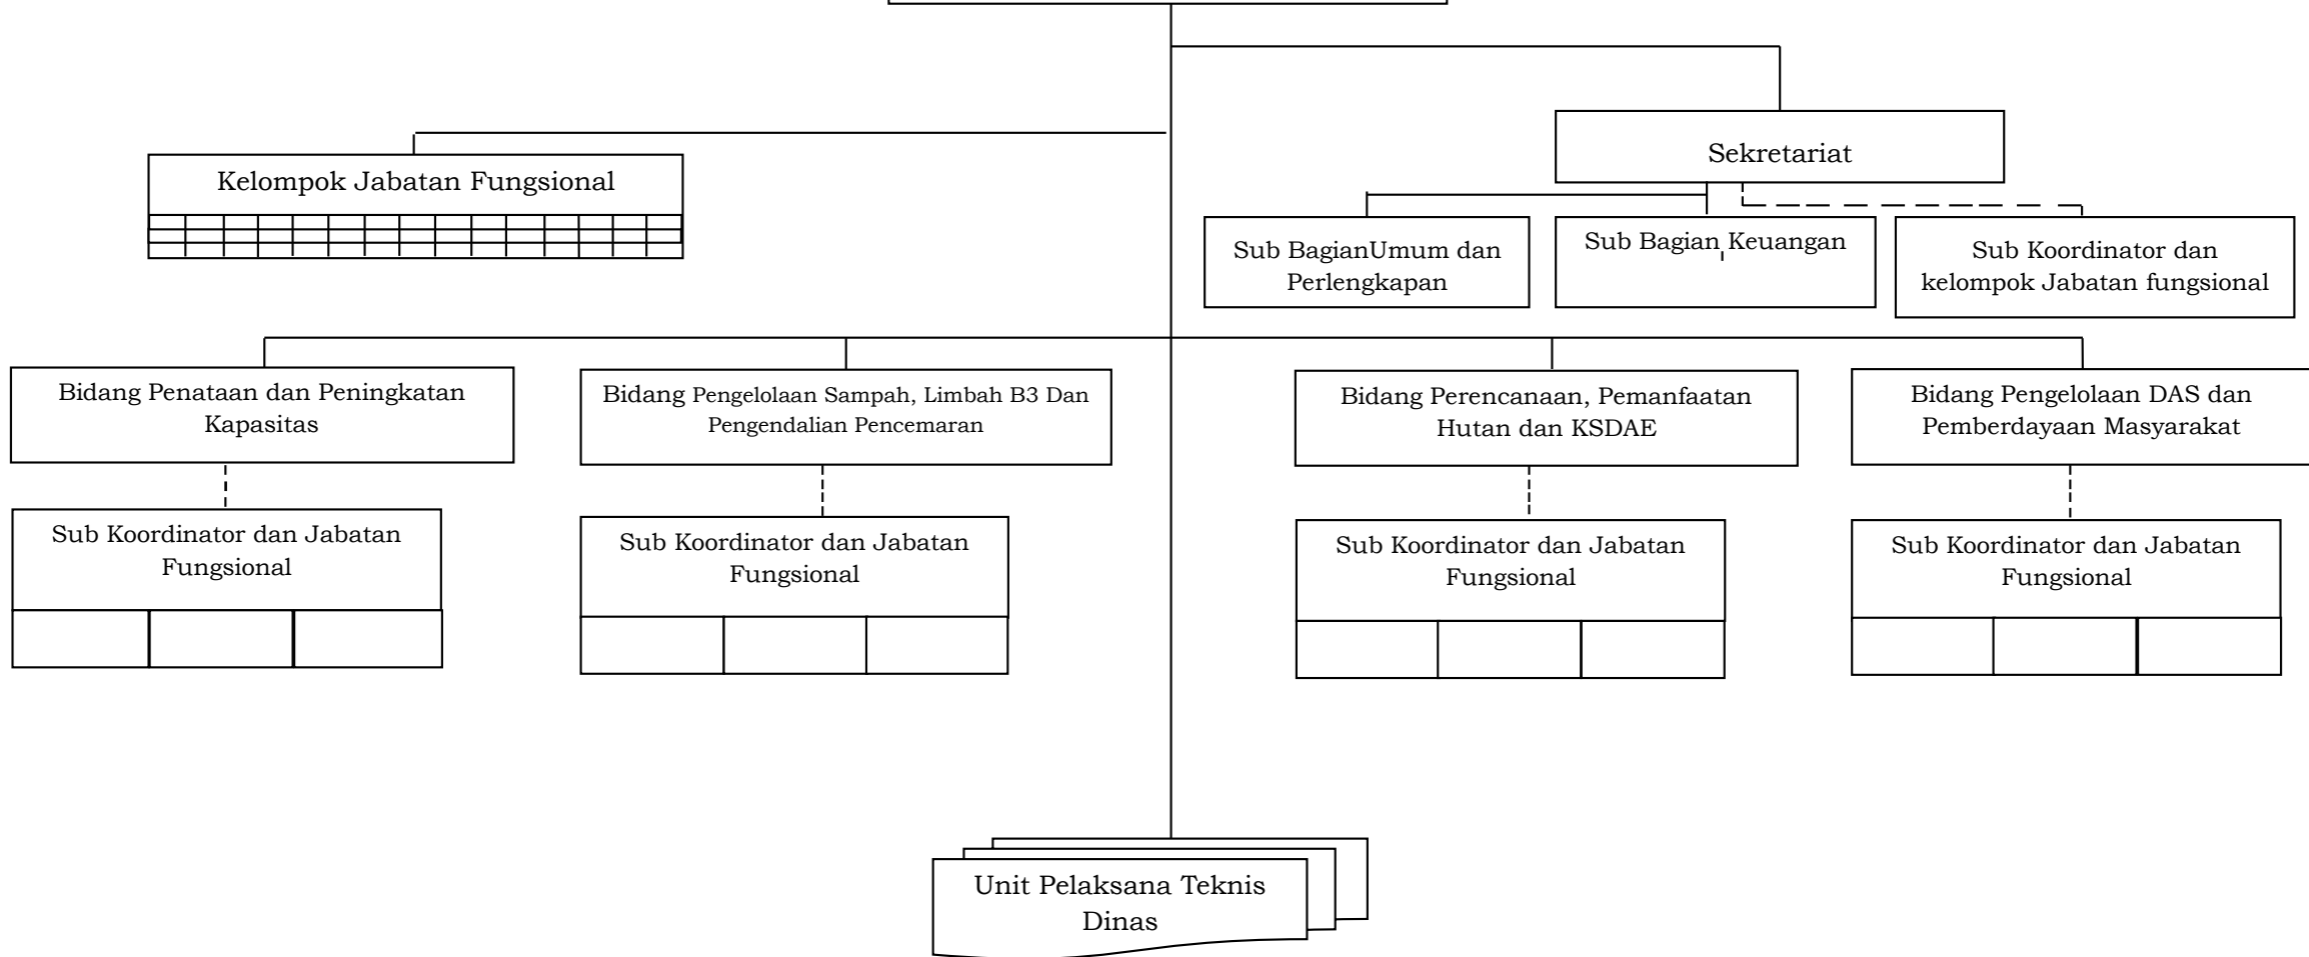 Sekretariat
Kelompok Jabatan Fungsional
Sub BagianUmum dan
Perlengkapan
Sub Bagian Keuangan
Sub Koordinator dan
kelompok Jabatan fungsional
Bidang Penataan dan Peningkatan
Kapasitas
Bidang Pengelolaan Sampah, Limbah B3 Dan
Pengendalian Pencemaran
Bidang Perencanaan, Pemanfaatan
Hutan dan KSDAE
Bidang Pengelolaan DAS dan
Pemberdayaan Masyarakat
Sub Koordinator dan Jabatan
Fungsional
Sub Koordinator dan Jabatan
Fungsional
Sub Koordinator dan Jabatan
Fungsional
Sub Koordinator dan Jabatan
Fungsional
Unit Pelaksana Teknis
Dinas